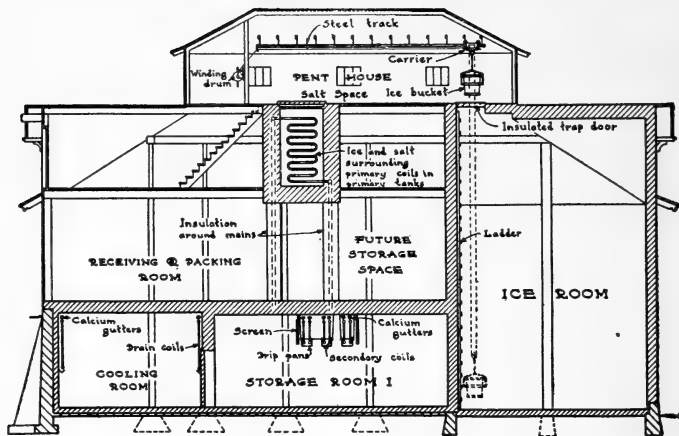 Steel track
Carrier
Winding
drum
PENT HOUSE
Salt Space
Ice bucket
Insulated trap door
Ice and salt
surrounding
primary coils in
primary tanks
Insulation
around mains
Ladder
RECEIVING & PACKING
ROOM
FUTURE
STORAGE
SPACE
ICE ROOM
Calcium
gutters
Drain coils
COOLING
ROOM
Screen
Calcium
gutters
Drip pans
Secondary coils
STORAGE ROOM 1